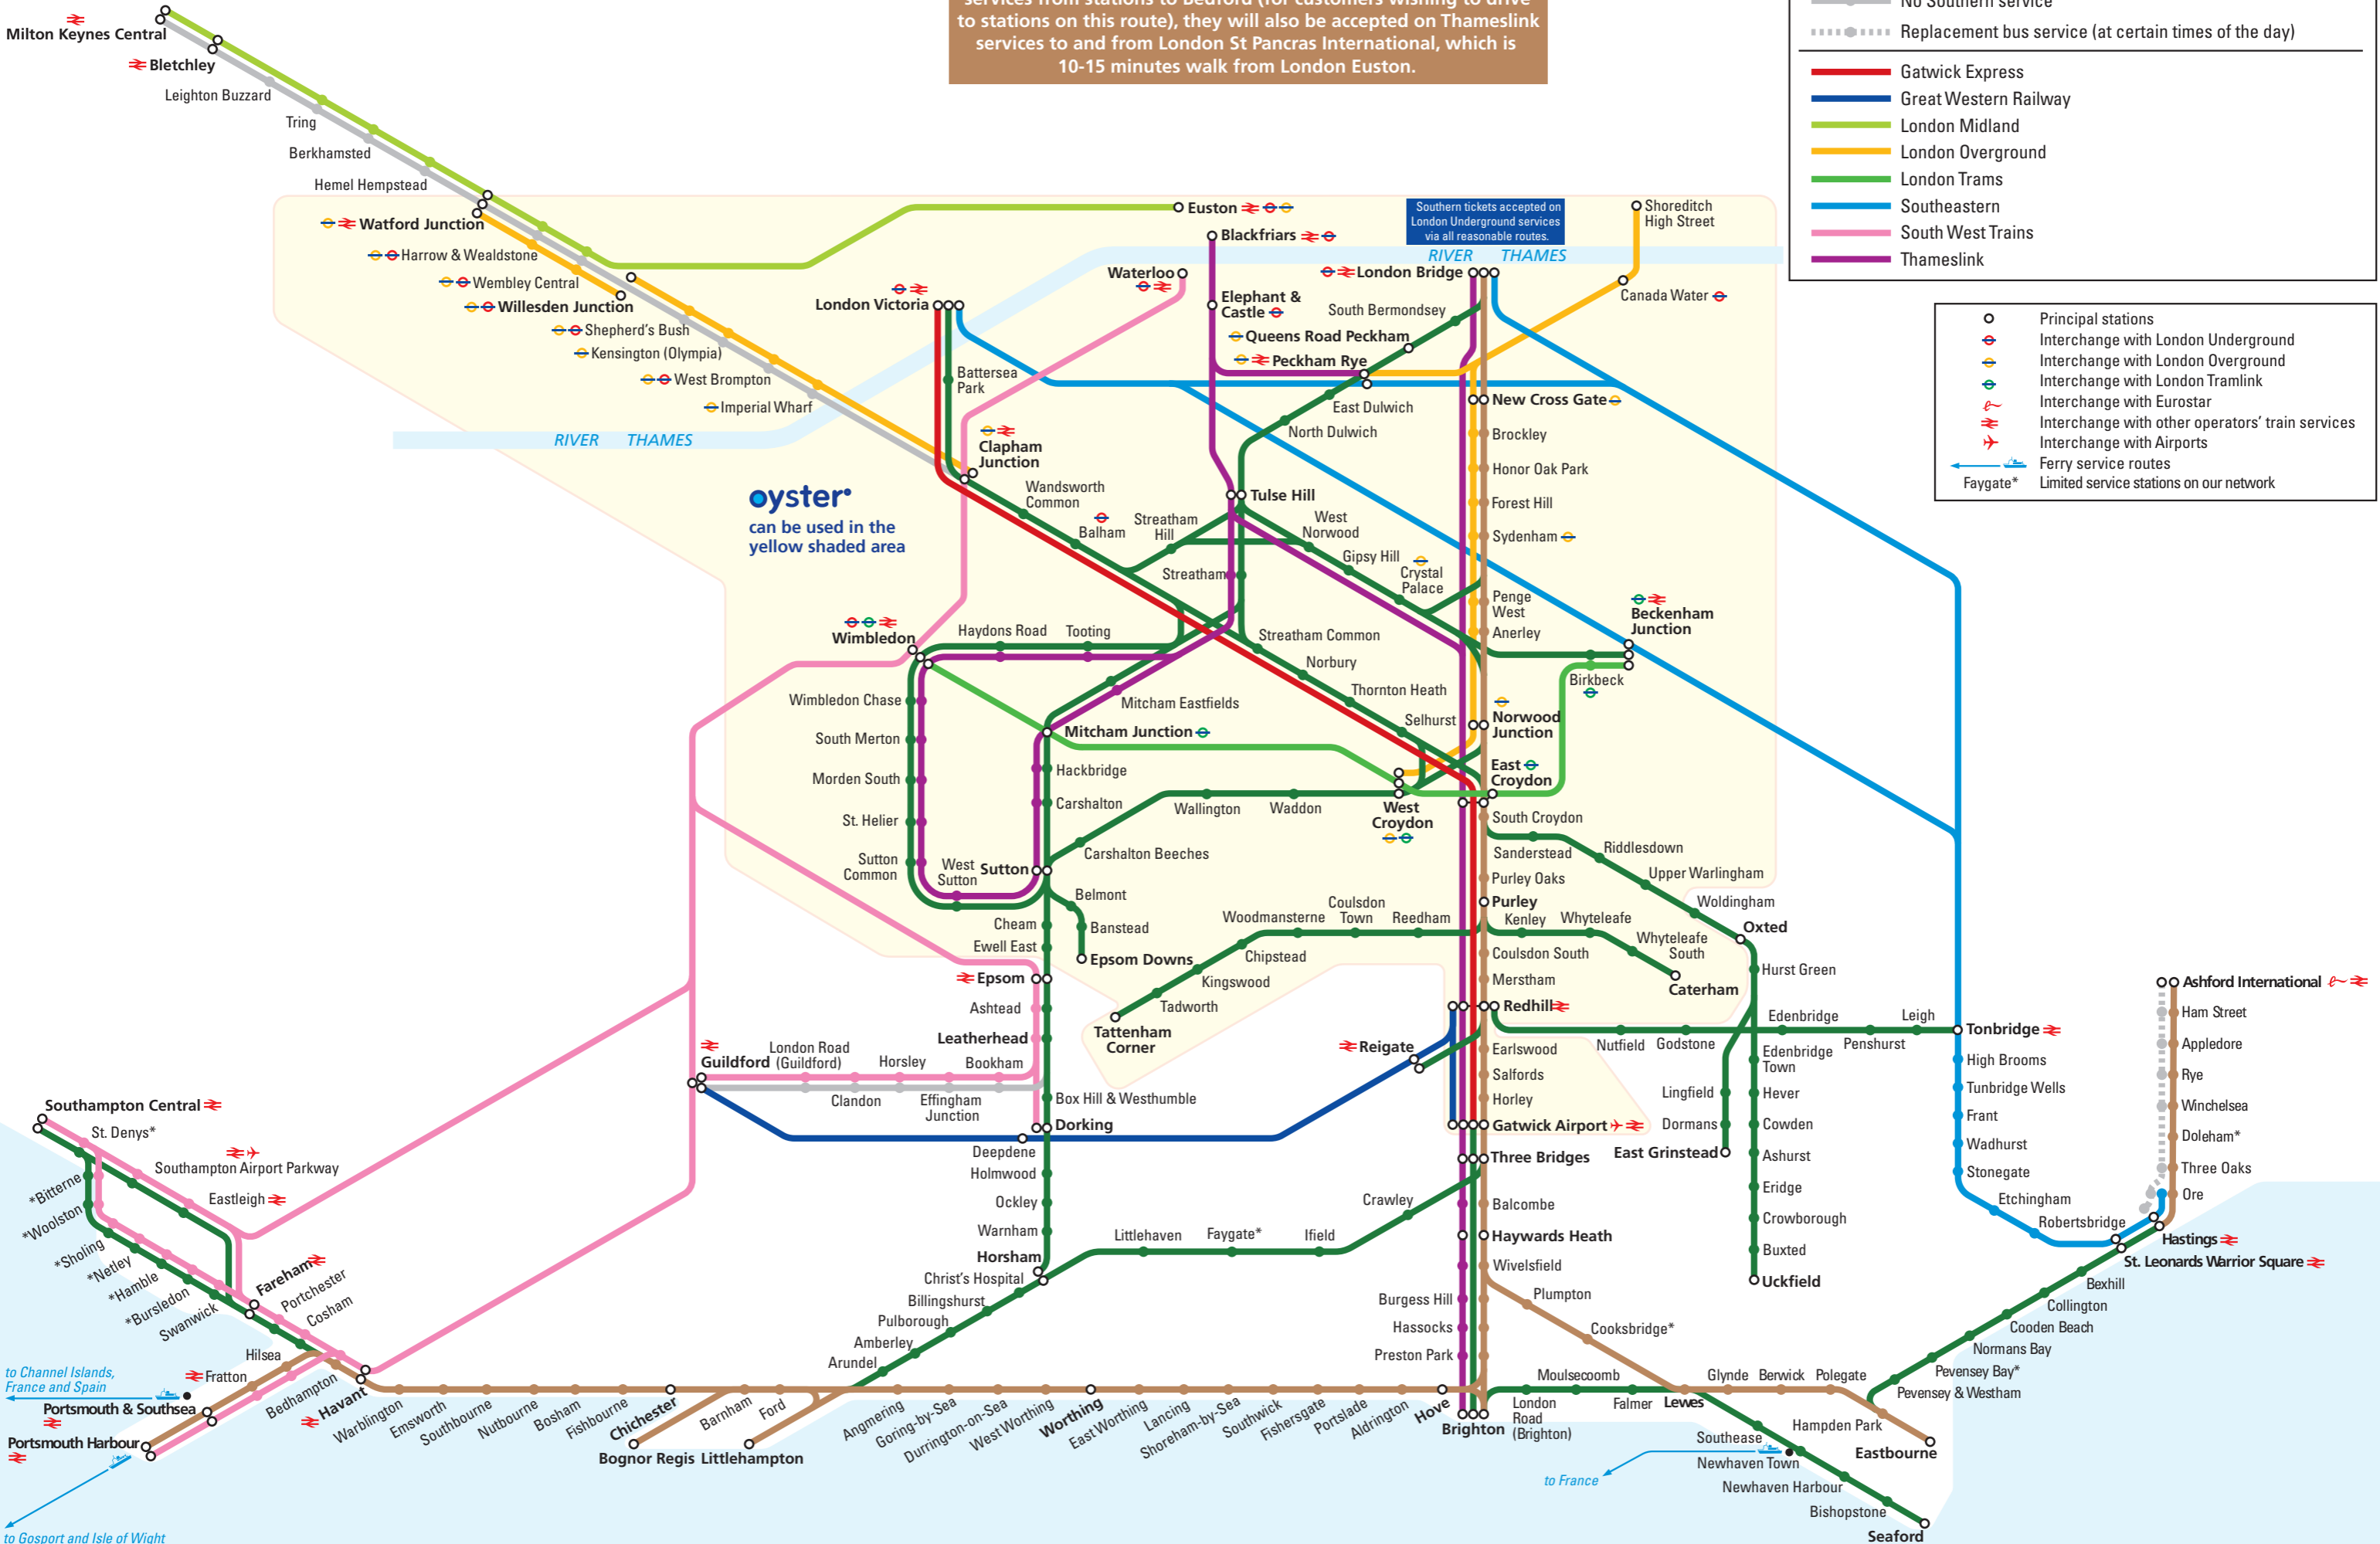 services from stations to Bedford (for customers wishing to drive
to stations on this route), they will also be accepted on Thameslink
services to and from London St Pancras International, which is
10-15 minutes walk from London Euston.
No Southern service
Replacement bus service (at certain times of the day)
Gatwick Express
Great Western Railway
London Midland
London Overground
London Trams
Southeastern
South West Trains
Thameslink
Principal stations
Interchange with London Underground
Interchange with London Overground
Interchange with London Tramlink
Interchange with Eurostar
Interchange with other operators' train services
Interchange with Airports
Ferry service routes
Faygate*
Limited service stations on our network
Milton Keynes Central
Bletchley
Leighton Buzzard
Tring
Berkhamsted
Hemel Hempstead
Watford Junction
Harrow & Wealdstone
Wembley Central
Willesden Junction
Shepherd's Bush
Kensington (Olympia)
West Brompton
Imperial Wharf
RIVER THAMES
Euston
Blackfriars
Southern tickets accepted on
London Underground services
via all reasonable routes.
RIVER THAMES
Shoreditch
High Street
Canada Water
Waterloo
London Bridge
London Victoria
Elephant &
Castle
South Bermondsey
Queens Road Peckham
Peckham Rye
Battersea
Park
East Dulwich
North Dulwich
New Cross Gate
Brockley
Honor Oak Park
Forest Hill
Sydenham
Clapham
Junction
oyster
can be used in the
yellow shaded area
Wandsworth
Common
Balham
Streatham
Hill
Tulse Hill
West
Norwood
Gipsy Hill
Crystal
Palace
Streatham
Penge
West
Anerley
Beckenham
Junction
Birkbeck
Wimbledon
Haydons Road
Tooting
Streatham Common
Norbury
Thornton Heath
Selhurst
Norwood
Junction
Wimbledon Chase
South Merton
Morden South
St. Helier
Sutton
Common
West
Sutton
Mitcham Eastfields
Mitcham Junction
Hackbridge
Carshalton
Sutton
Wallington
Waddon
West
Croydon
East
Croydon
Carshalton Beeches
South Croydon
Sanderstead
Riddlesdown
Upper Warlingham
Woldingham
Oxted
Purley Oaks
Purley
Kenley
Whyteleafe
Whyteleafe
South
Caterham
Belmont
Banstead
Epsom Downs
Cheam
Ewell East
Epsom
Ashtead
Leatherhead
Woodmansterne
Coulsdon
Town
Reedham
Chipstead
Kingswood
Tadworth
Tattenham
Corner
Coulsdon South
Merstham
Redhill
Reigate
Earlswood
Salfords
Horley
Gatwick Airport
Three Bridges
Hurst Green
Nutfield
Godstone
Edenbridge
Penshurst
Leigh
Tonbridge
Edenbridge
Town
Hever
Cowden
Ashurst
Eridge
Crowborough
Buxted
Uckfield
Lingfield
Dormans
East Grinstead
High Brooms
Tunbridge Wells
Frant
Wadhurst
Stonegate
Etchingham
Robertsbridge
Ashford International
Ham Street
Appledore
Rye
Winchelsea
Doleham*
Three Oaks
Ore
Hastings
St. Leonards Warrior Square
Bexhill
Collington
Cooden Beach
Normans Bay
Pevensey Bay*
Pevensey & Westham
Hampden Park
Eastbourne
Guildford
London Road
(Guildford)
Horsley
Bookham
Clandon
Effingham
Junction
Box Hill & Westhumble
Dorking
Deepdene
Holmwood
Ockley
Warnham
Horsham
Christ's Hospital
Billingshurst
Pulborough
Amberley
Arundel
Littlehaven
Faygate*
Ifield
Crawley
Balcombe
Haywards Heath
Wivelsfield
Burgess Hill
Hassocks
Preston Park
Plumpton
Cooksbridge*
Southampton Central
St. Denys*
Southampton Airport Parkway
Eastleigh
*Bitterne
*Woolston
*Sholing
*Netley
*Hamble
*Bursledon
Swanwick
Fareham
Portchester
Cosham
Hilsea
Fratton
to Channel Islands,
France and Spain
Portsmouth & Southsea
Portsmouth Harbour
to Gosport and Isle of Wight
Bedhampton
Havant
Warblington
Emsworth
Southbourne
Nutbourne
Bosham
Fishbourne
Chichester
Bognor Regis
Barnham
Ford
Littlehampton
Angmering
Goring-by-Sea
Durrington-on-Sea
West Worthing
Worthing
East Worthing
Lancing
Shoreham-by-Sea
Southwick
Fishersgate
Portslade
Aldrington
Hove
Brighton
London
Road
(Brighton)
Moulsecoomb
Falmer
Lewes
Glynde
Berwick
Polegate
Southease
Newhaven Town
Newhaven Harbour
Bishopstone
Seaford
to France